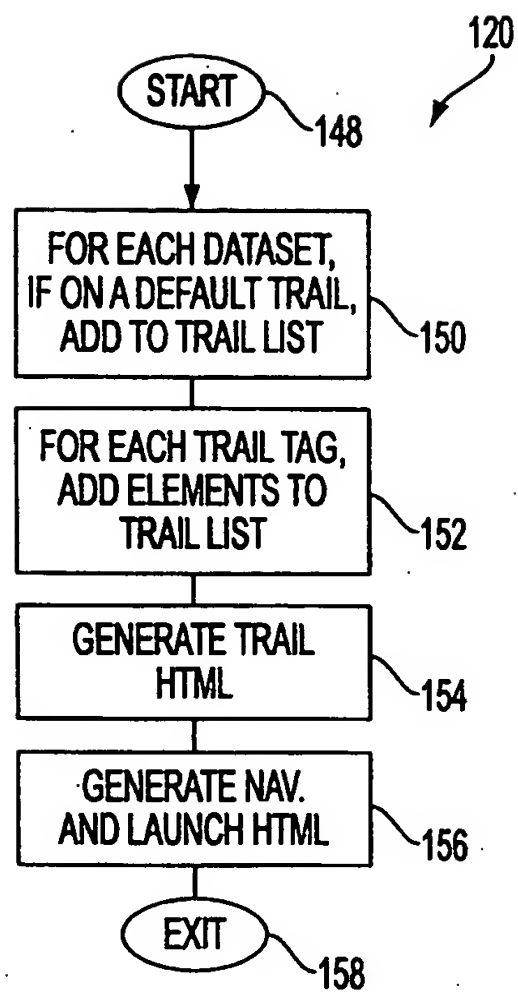 120
START
148
FOR EACH DATASET,
IF ON A DEFAULT TRAIL,
ADD TO TRAIL LIST
150
FOR EACH TRAIL TAG,
ADD ELEMENTS TO
TRAIL LIST
152
GENERATE TRAIL
HTML
154
GENERATE NAV.
AND LAUNCH HTML
156
EXIT
158